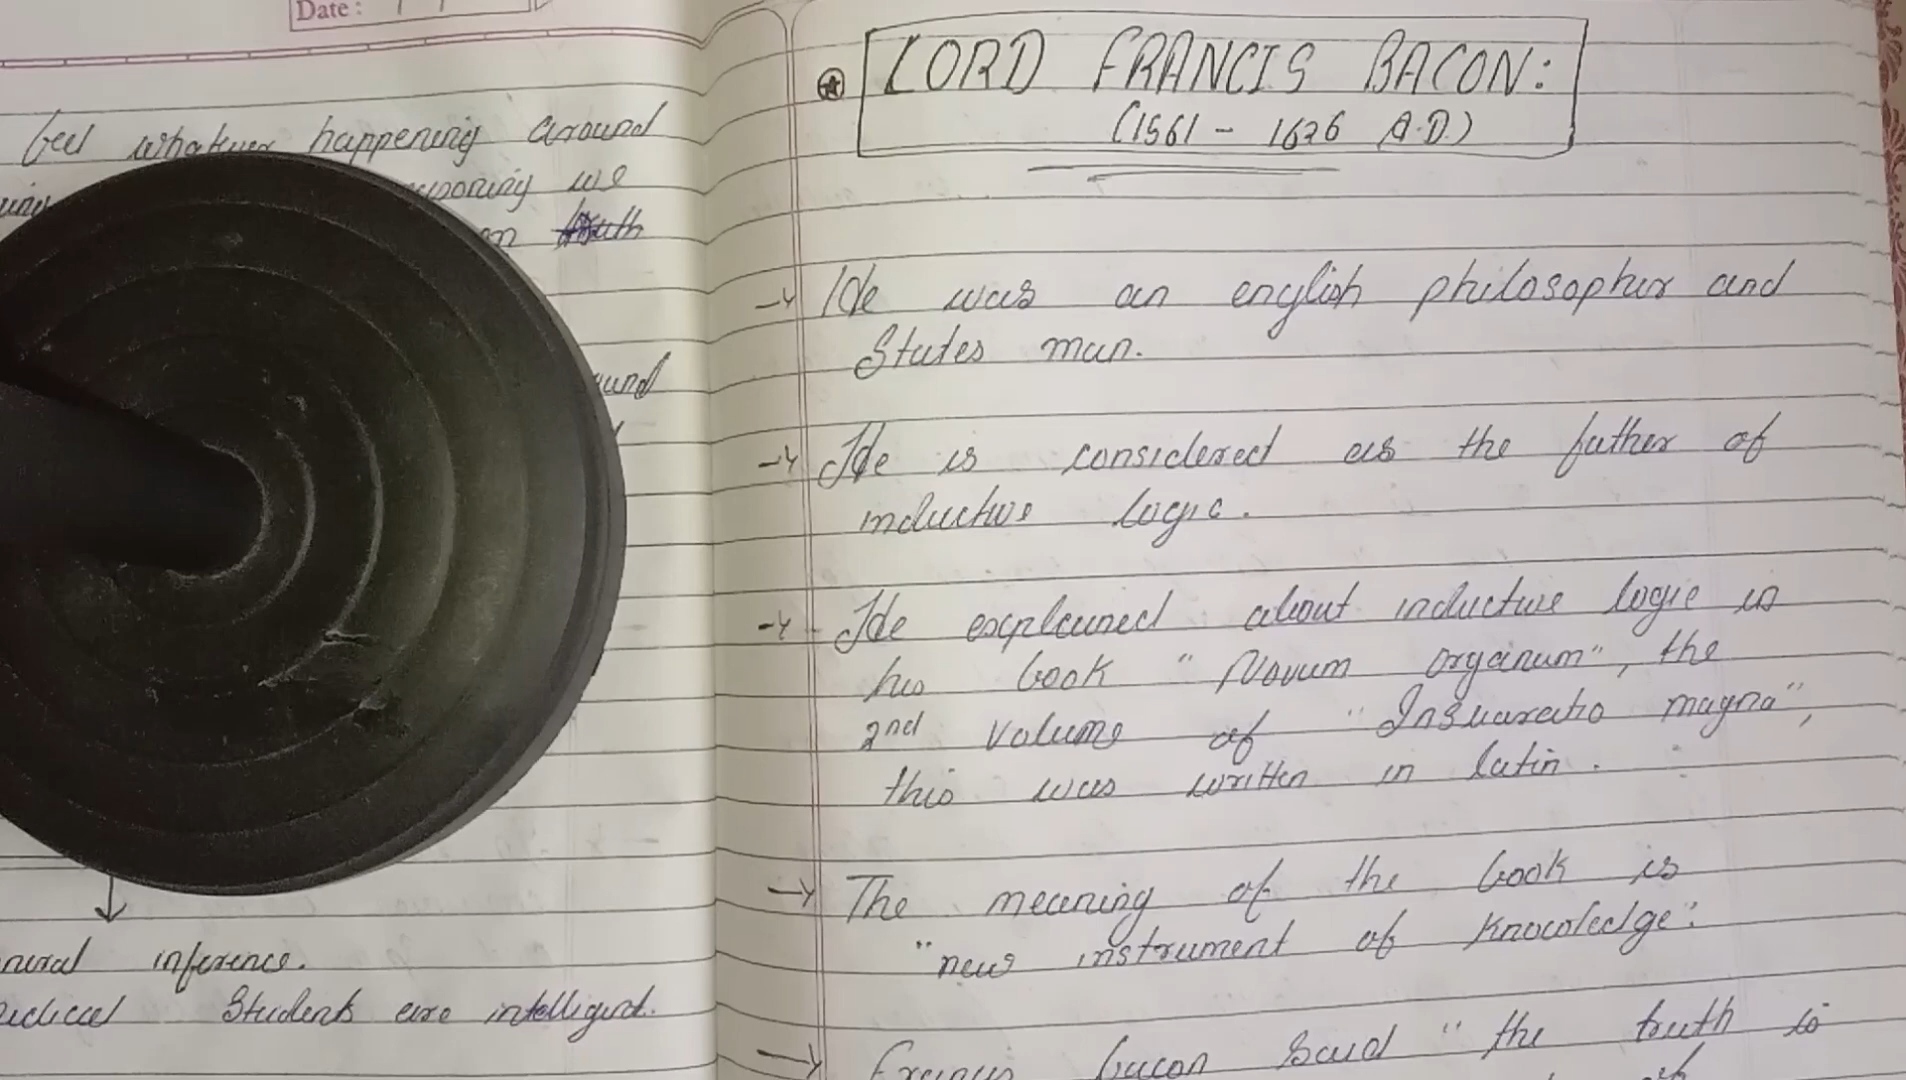 Date :
feel whatever happening around
we
truth
inference.
Students are intelligent.
LORD FRANCIS BACON:
(1561 - 1626 A.D.)
He was an english philosopher and
States man.
He is considered as the father of
inductive logic.
He explained about inductive logic in
his book "Novum Organum", the
2nd volume of "Instauratio magna",
this was written in latin.
The meaning of the book is
"new instrument of Knowledge".
Francis bacon said "the truth is
of